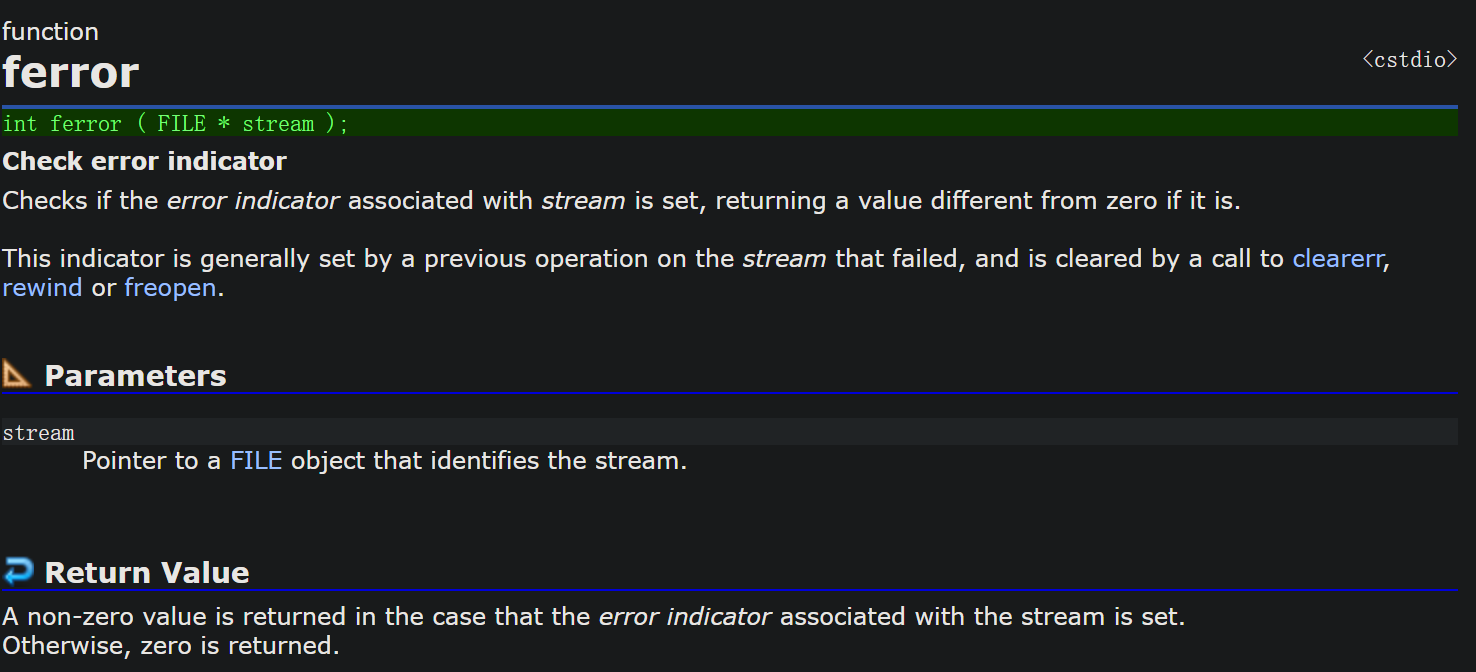 function
ferror
<cstdio>
int ferror ( FILE * stream );
Check error indicator
Checks if the error indicator associated with stream is set, returning a value different from zero if it is.
This indicator is generally set by a previous operation on the stream that failed, and is cleared by a call to clearerr,
rewind or freopen.
Parameters
stream
Pointer to a FILE object that identifies the stream.
Return Value
A non-zero value is returned in the case that the error indicator associated with the stream is set.
Otherwise, zero is returned.